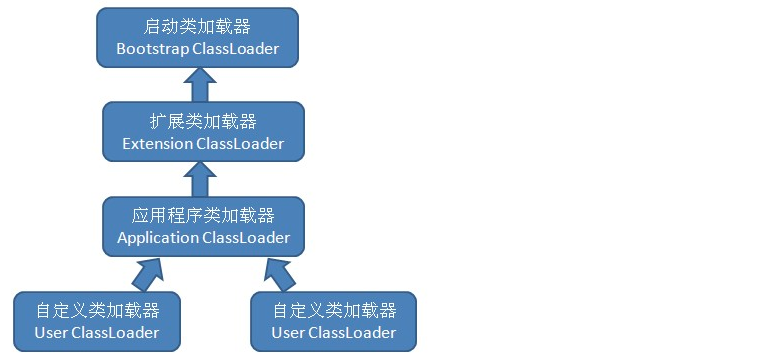 启动类加载器
Bootstrap ClassLoader
扩展类加载器
Extension ClassLoader
应用程序类加载器
Application ClassLoader
自定义类加载器
User ClassLoader
自定义类加载器
User ClassLoader